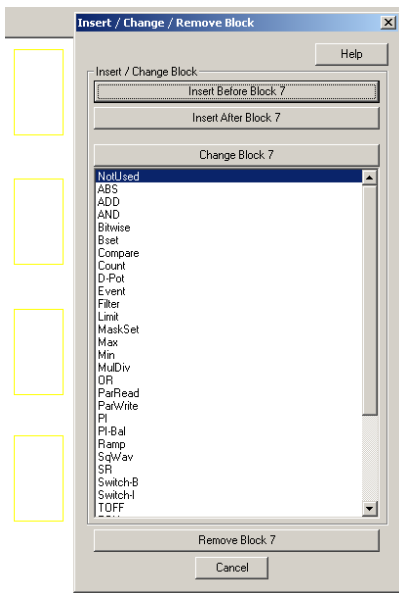 Insert / Change / Remove Block
Help
Insert / Change Block
Insert Before Block 7
Insert After Block 7
Change Block 7
NotUsed
ABS
ADD
AND
Bitwise
Bset
Compare
Count
D-Pot
Event
Filter
Limit
MaskSet
Max
Min
MulDiv
OR
ParRead
ParWrite
PI
PI-Bal
Ramp
SqWav
SR
Switch-B
Switch-I
TOFF
Remove Block 7
Cancel